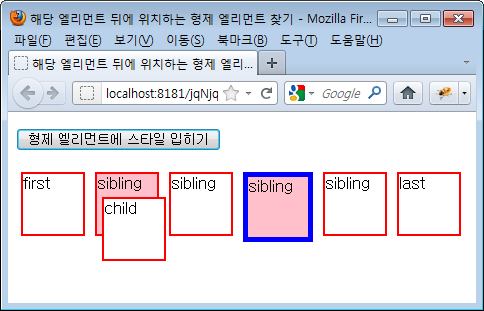 해당 엘리먼트 뒤에 위치하는 형제 엘리먼트 찾기 - Mozilla Fir...
파일(F) 편집(E) 보기(V) 이동(S) 북마크(B) 도구(T) 도움말(H)
해당 엘리먼트 뒤에 위치하는 형제 엘리...
localhost:8181/jqNjq
Google
형제 엘리먼트에 스타일 입히기
first sibling sibling sibling sibling last
child